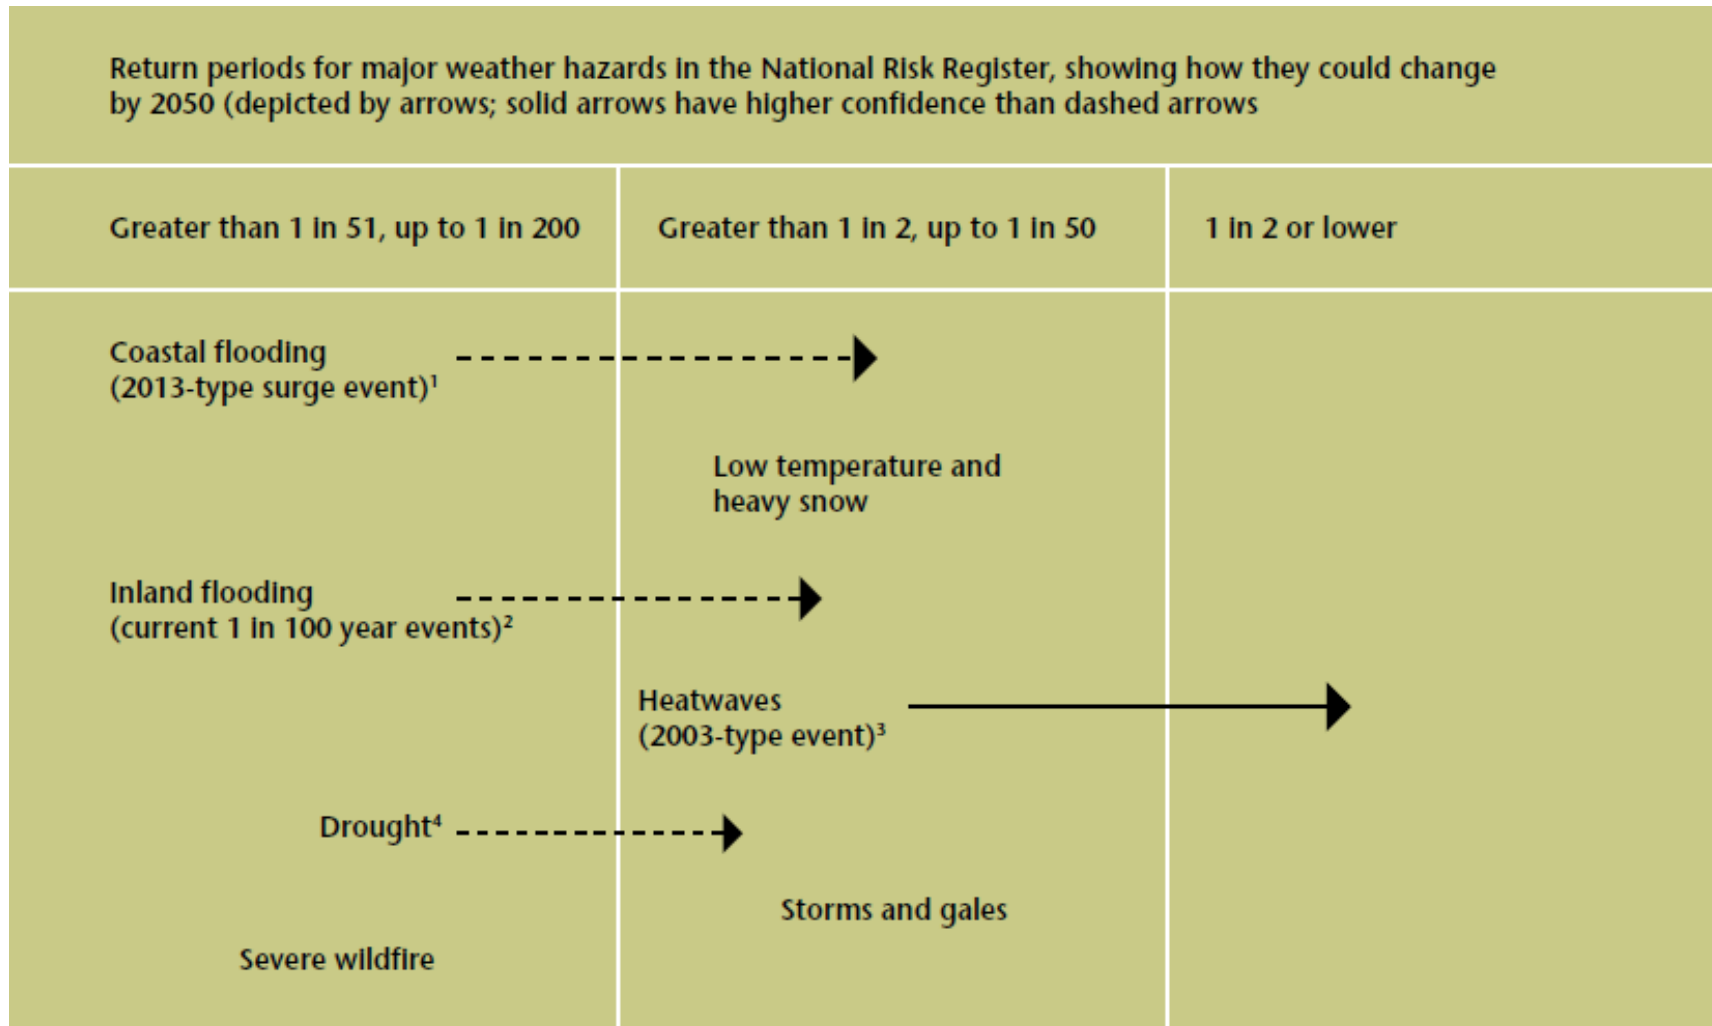 Return periods for major weather hazards in the National Risk Register, showing how they could change
by 2050 (depicted by arrows; solid arrows have higher confidence than dashed arrows
Greater than 1 in 51, up to 1 in 200
Greater than 1 in 2, up to 1 in 50
1 in 2 or lower
Coastal flooding
(2013-type surge event)¹
Low temperature and
heavy snow
Inland flooding
(current 1 in 100 year events)²
Heatwaves
(2003-type event)³
Drought⁴
Storms and gales
Severe wildfire